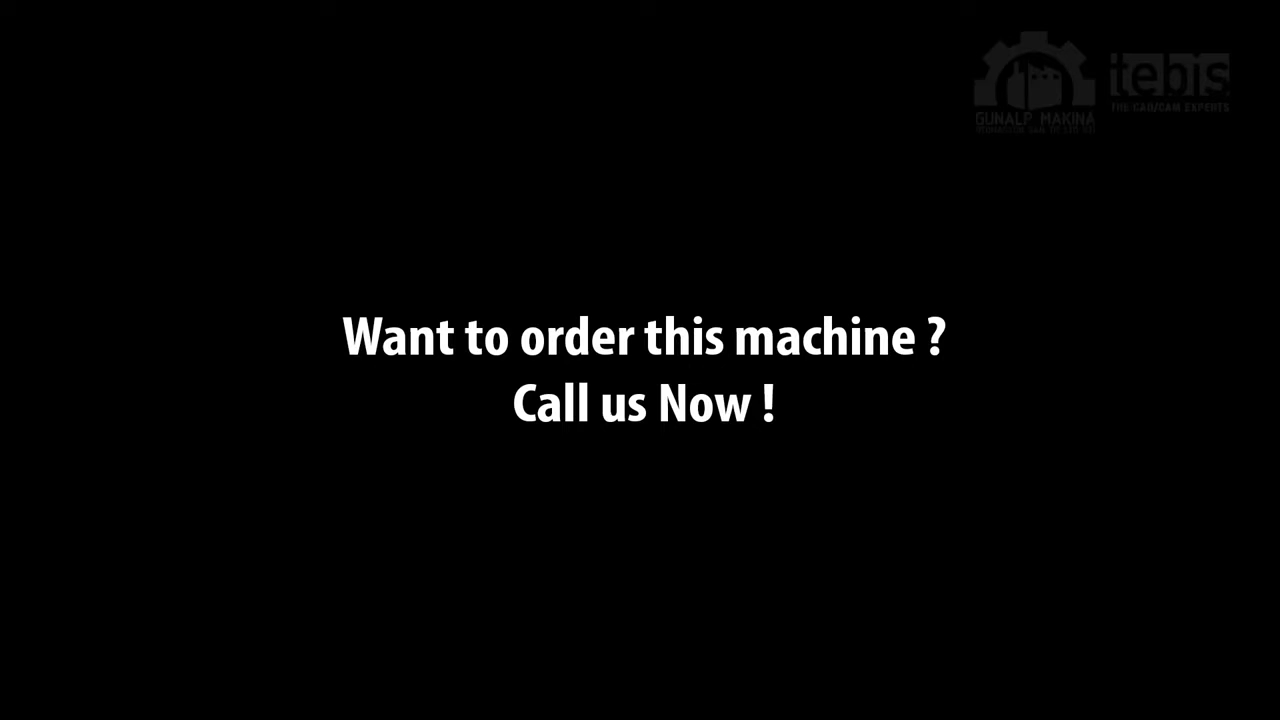 tebis
THE CAD/CAM EXPERTS
GUNALP MAKINA
Want to order this machine ?
Call us Now !